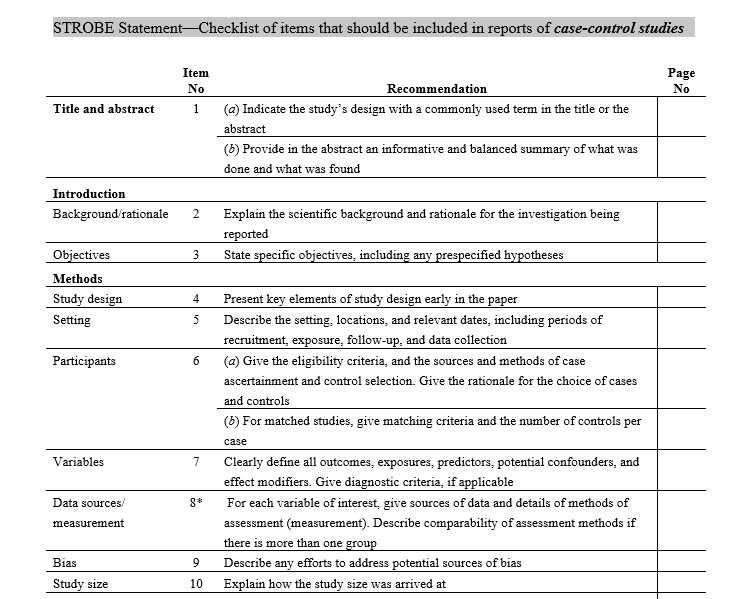 STROBE Statement—Checklist of items that should be included in reports of case-control studies
Item No Recommendation Page No
Title and abstract 1 (a) Indicate the study's design with a commonly used term in the title or the
abstract
(b) Provide in the abstract an informative and balanced summary of what was
done and what was found
Introduction
Background/rationale 2 Explain the scientific background and rationale for the investigation being
reported
Objectives 3 State specific objectives, including any prespecified hypotheses
Methods
Study design 4 Present key elements of study design early in the paper
Setting 5 Describe the setting, locations, and relevant dates, including periods of
recruitment, exposure, follow-up, and data collection
Participants 6 (a) Give the eligibility criteria, and the sources and methods of case
ascertainment and control selection. Give the rationale for the choice of cases
and controls
(b) For matched studies, give matching criteria and the number of controls per
case
Variables 7 Clearly define all outcomes, exposures, predictors, potential confounders, and
effect modifiers. Give diagnostic criteria, if applicable
Data sources/ 8* For each variable of interest, give sources of data and details of methods of
measurement assessment (measurement). Describe comparability of assessment methods if
there is more than one group
Bias 9 Describe any efforts to address potential sources of bias
Study size 10 Explain how the study size was arrived at